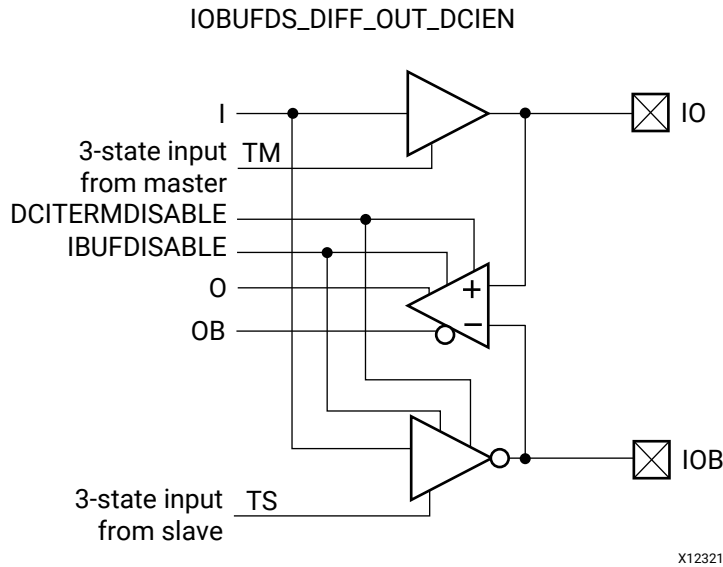 IOBUFDS_DIFF_OUT_DCIEN
I
IO
3-state input TM
from master
DCITERMDISABLE
IBUFDISABLE
O
+
OB
−
IOB
3-state input TS
from slave
X12321